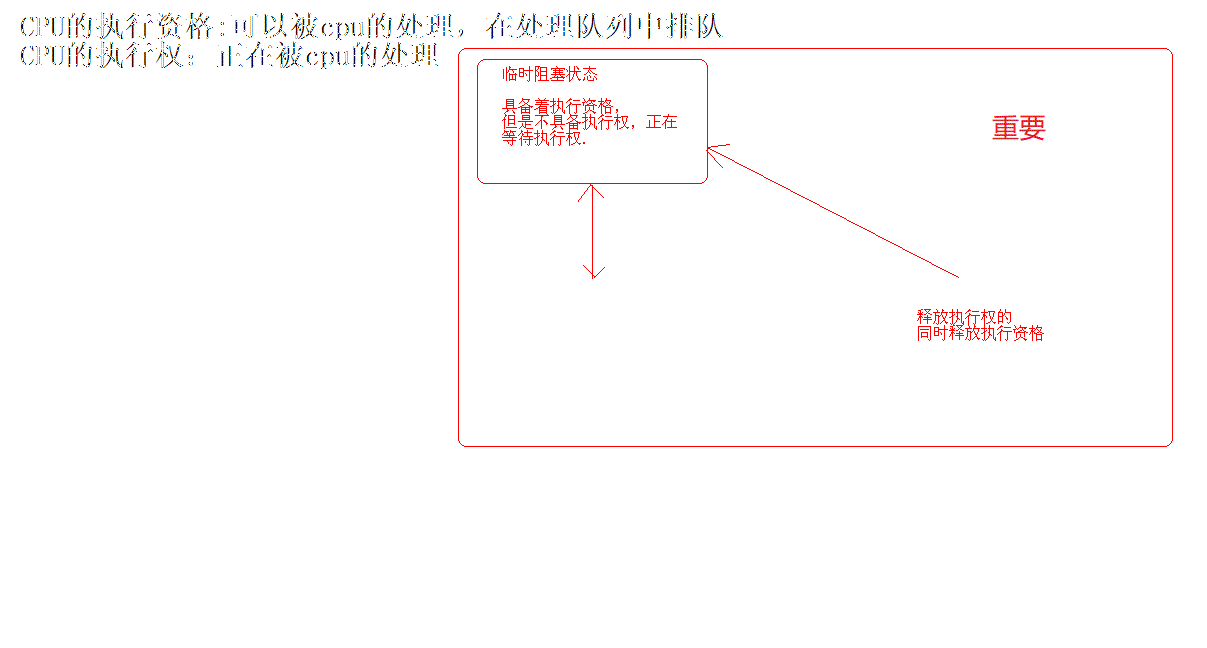 CPU的执行资格:可以被cpu的处理，在处理队列中排队
CPU的执行权：正在被cpu的处理
临时阻塞状态
具备着执行资格，
但是不具备执行权，正在
等待执行权.
重要
释放执行权的
同时释放执行资格